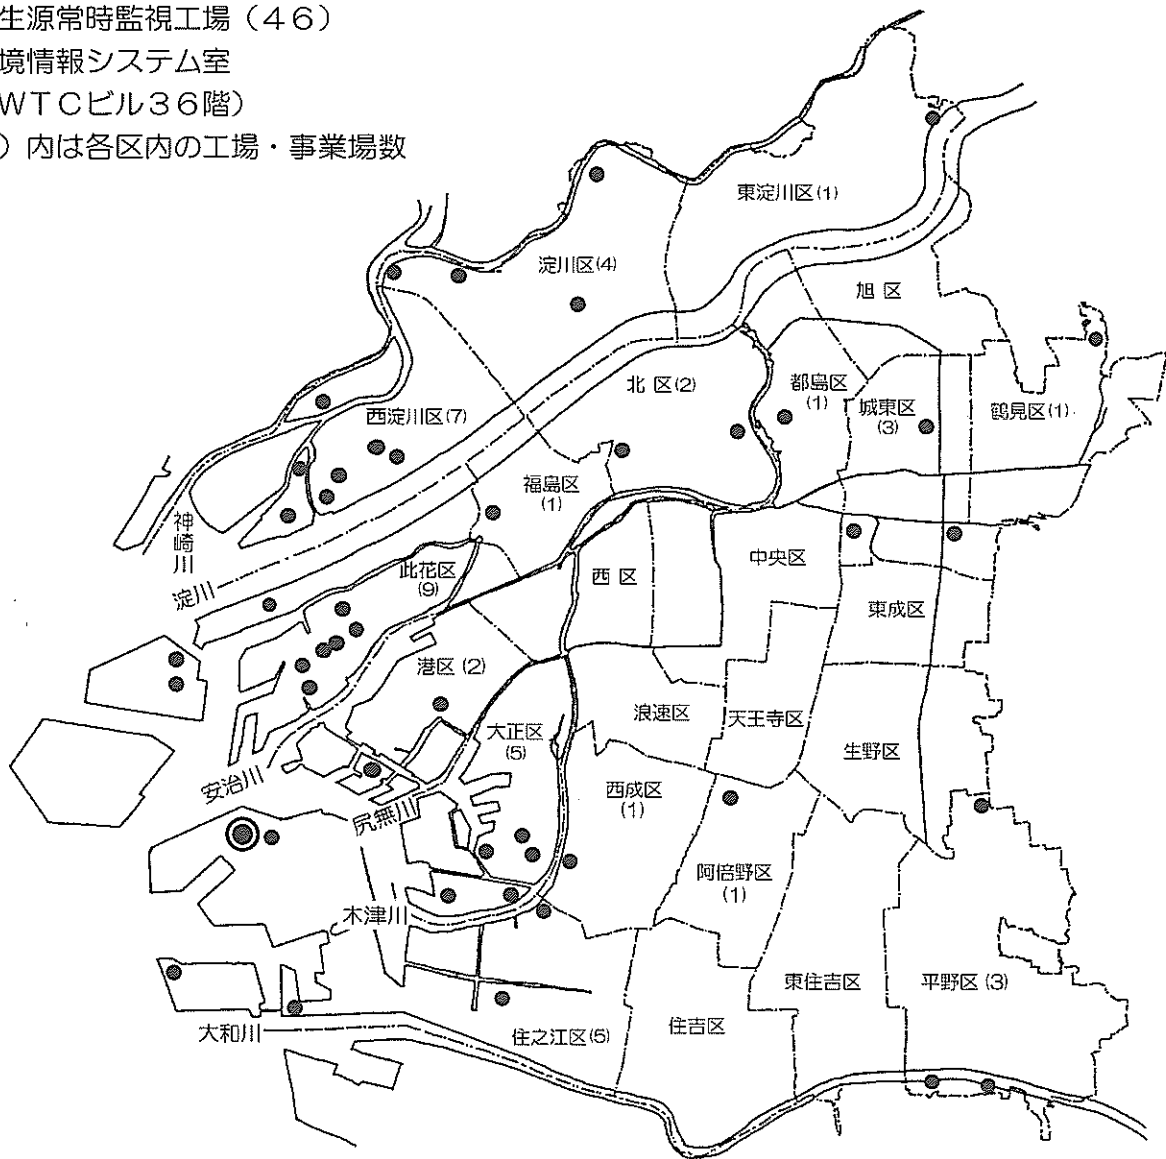 生源常時監視工場（４６）
境情報システム室
ＷＴＣビル３６階）
）内は各区内の工場・事業場数
東淀川区(1)
淀川区(4)
旭 区
北 区(2)
都島区
(1)
城東区
(3)
鶴見区(1)
西淀川区(7)
福島区
(1)
神崎川
淀川
此花区
(9)
西 区
中央区
東成区
港区 (2)
大正区
(5)
浪速区
天王寺区
生野区
安治川
尻無川
西成区
(1)
阿倍野区
(1)
木津川
東住吉区
平野区 (3)
大和川
住之江区(5)
住吉区